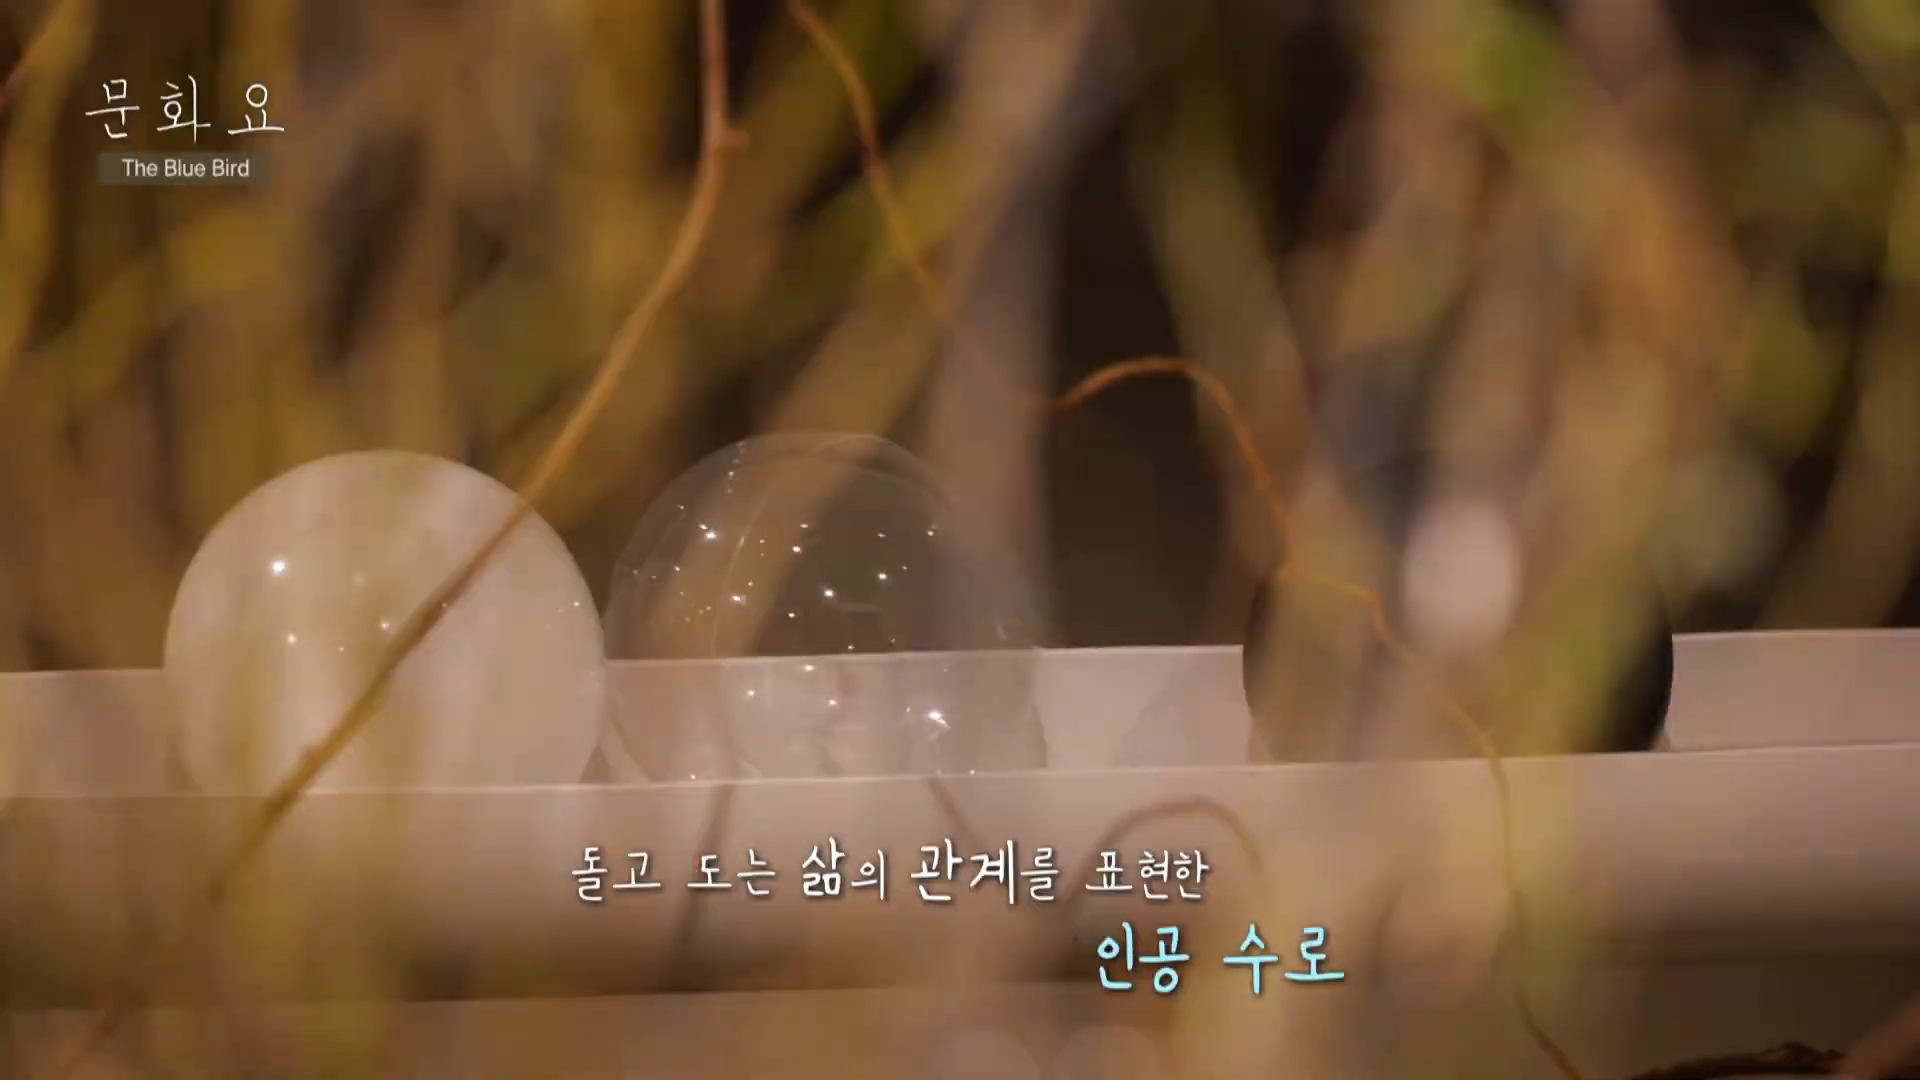 문화요
The Blue Bird
돌고 도는 삶의 관계를 표현한
인공 수로